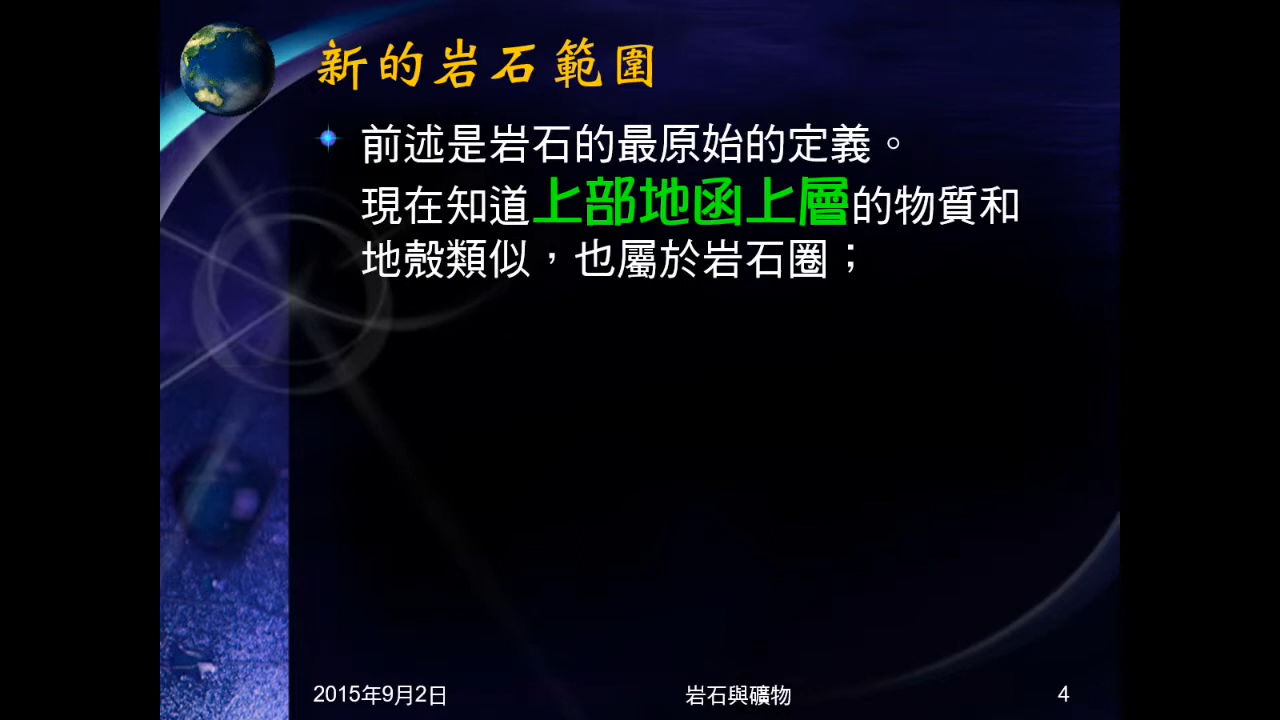 新的岩石範圍
前述是岩石的最原始的定義。
現在知道上部地函上層的物質和
地殼類似，也屬於岩石圈；
2015年9月2日
岩石與礦物
4